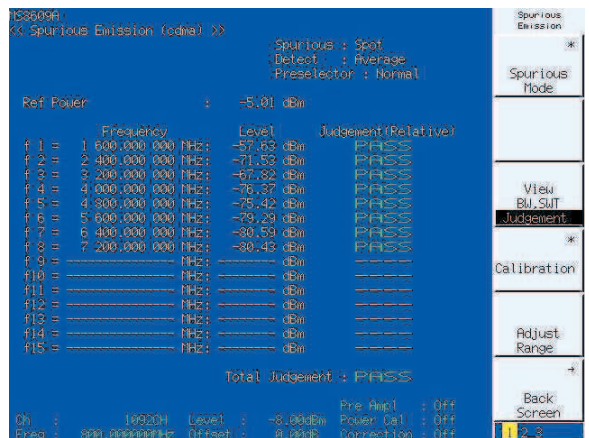 MS8609A
<< Spurious Emission (cdma) >>
Spurious : Spot
Detect : Average
Preselector : Normal
Ref Power : -5.01 dBm
Frequency Level Judgement(Relative)
f 1 = 1 600.000 000 MHz: -57.63 dBm PASS
f 2 = 2 400.000 000 MHz: -71.53 dBm PASS
f 3 = 3 200.000 000 MHz: -67.82 dBm PASS
f 4 = 4 000.000 000 MHz: -76.37 dBm PASS
f 5 = 4 800.000 000 MHz: -75.42 dBm PASS
f 6 = 5 600.000 000 MHz: -79.29 dBm PASS
f 7 = 6 400.000 000 MHz: -80.59 dBm PASS
f 8 = 7 200.000 000 MHz: -80.43 dBm PASS
f 9 = ---- --- --- MHz: ------ dBm ------
f10 = ---- --- --- MHz: ------ dBm ------
f11 = ---- --- --- MHz: ------ dBm ------
f12 = ---- --- --- MHz: ------ dBm ------
f13 = ---- --- --- MHz: ------ dBm ------
f14 = ---- --- --- MHz: ------ dBm ------
f15 = ---- --- --- MHz: ------ dBm ------
Total Judgement : PASS
Pre Ampl : Off
Ch : 1092CH Level : -8.00dBm Power Cal : Off
Freq : 800.000000MHz Offset : 0.00dB Correction : Off
Spurious
Emission
*
Spurious
Mode
View
BW,SWT
Judgement
*
Calibration
Adjust
Range
→
Back
Screen
1 2 3